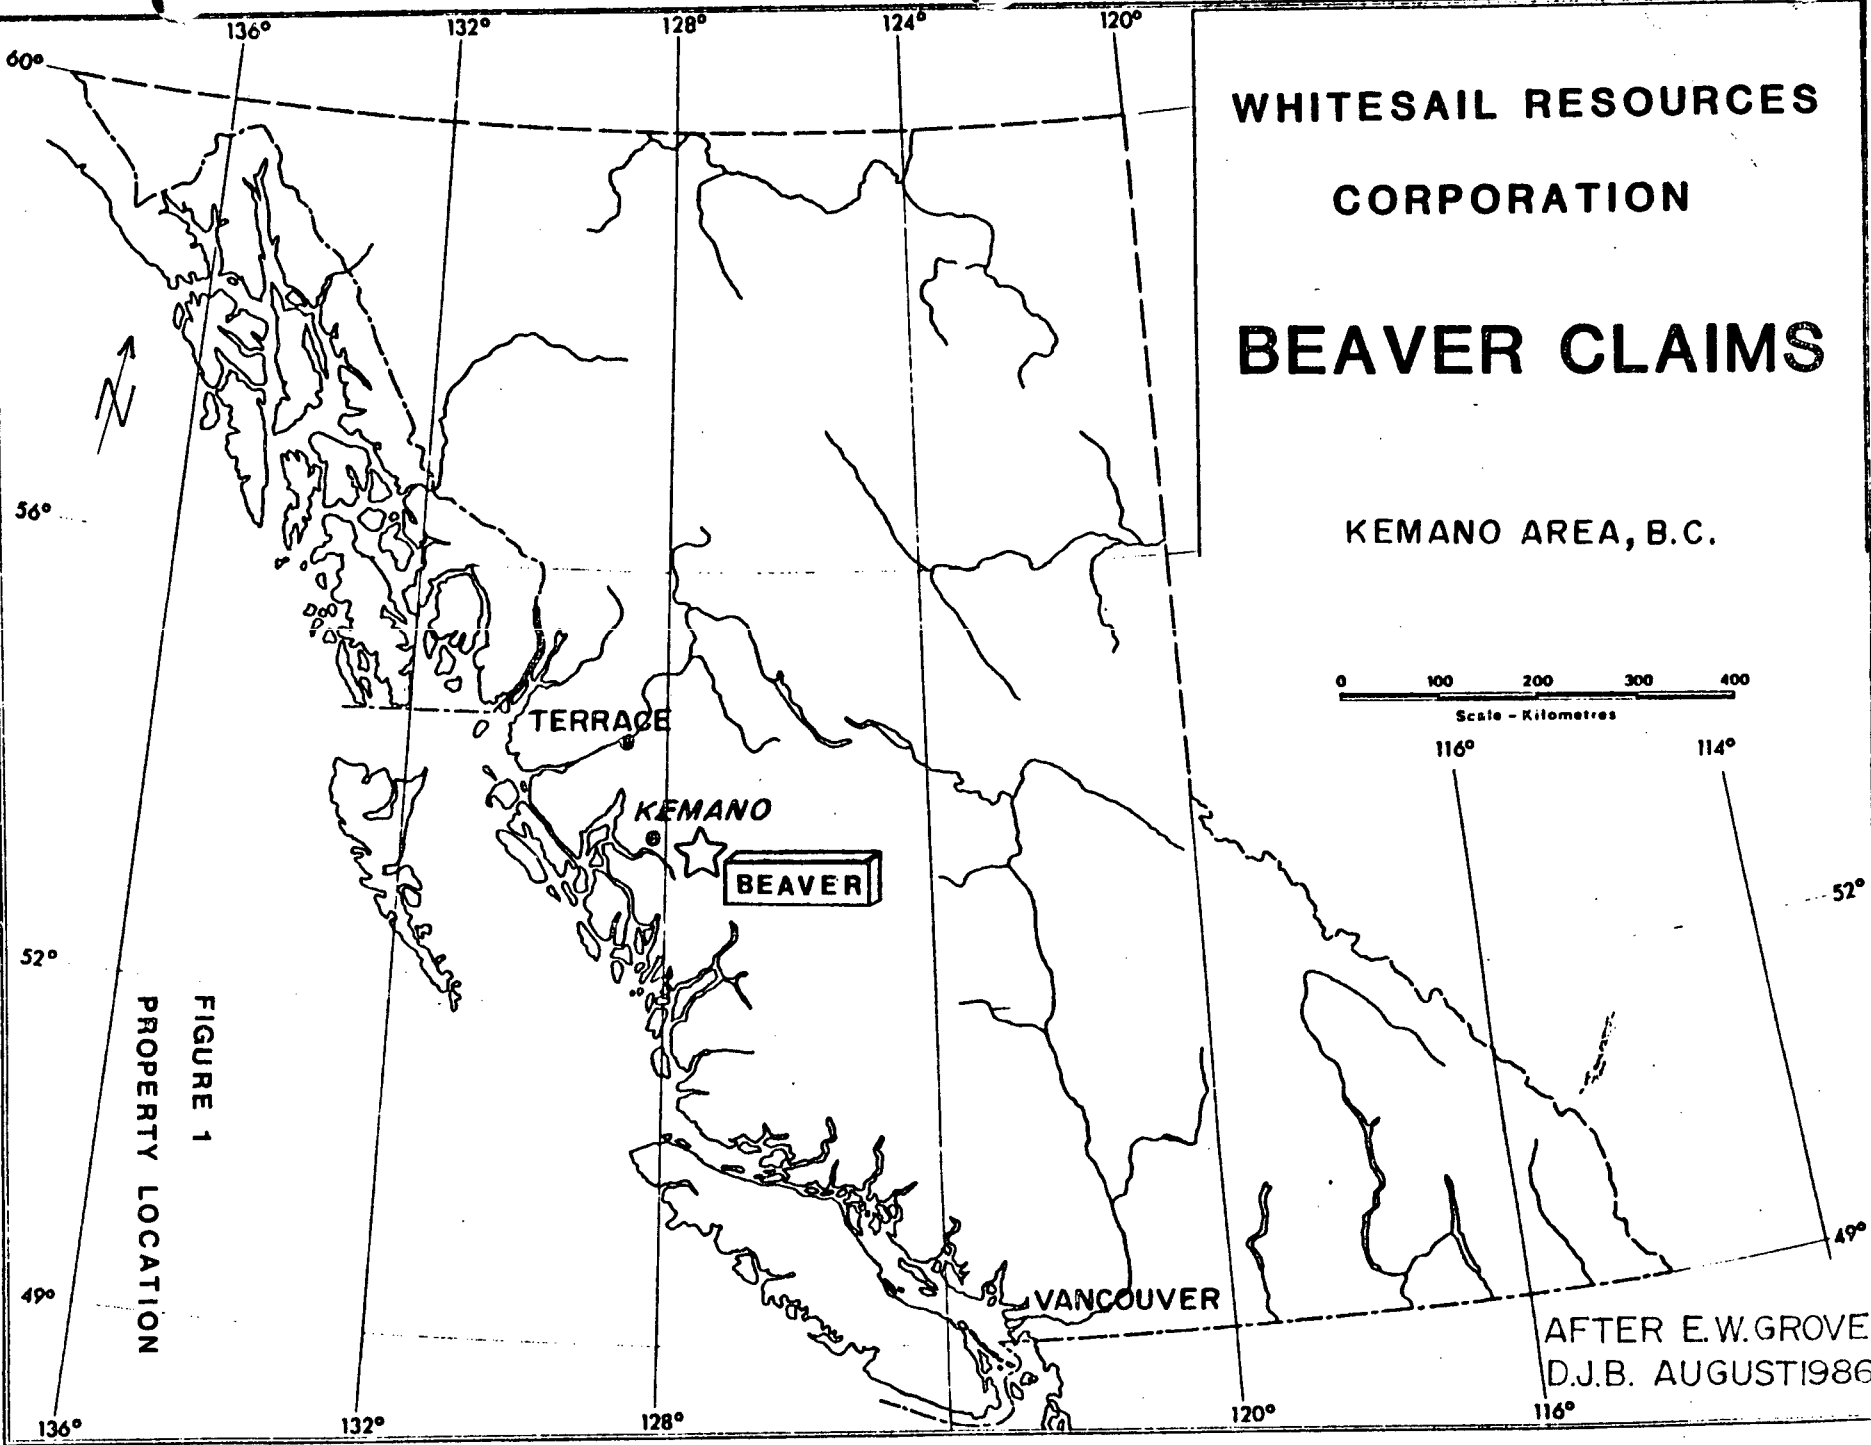 136°
132°
128°
124°
120°
60°
WHITESAIL RESOURCES
CORPORATION
BEAVER CLAIMS
N
56°
KEMANO AREA, B.C.
0 100 200 300 400
Scale - Kilometres
TERRACE
116°
114°
KEMANO
BEAVER
52°
52°
FIGURE 1
PROPERTY LOCATION
49°
49°
VANCOUVER
AFTER E.W. GROVE
D.J.B. AUGUST 1986
136°
132°
128°
120°
116°